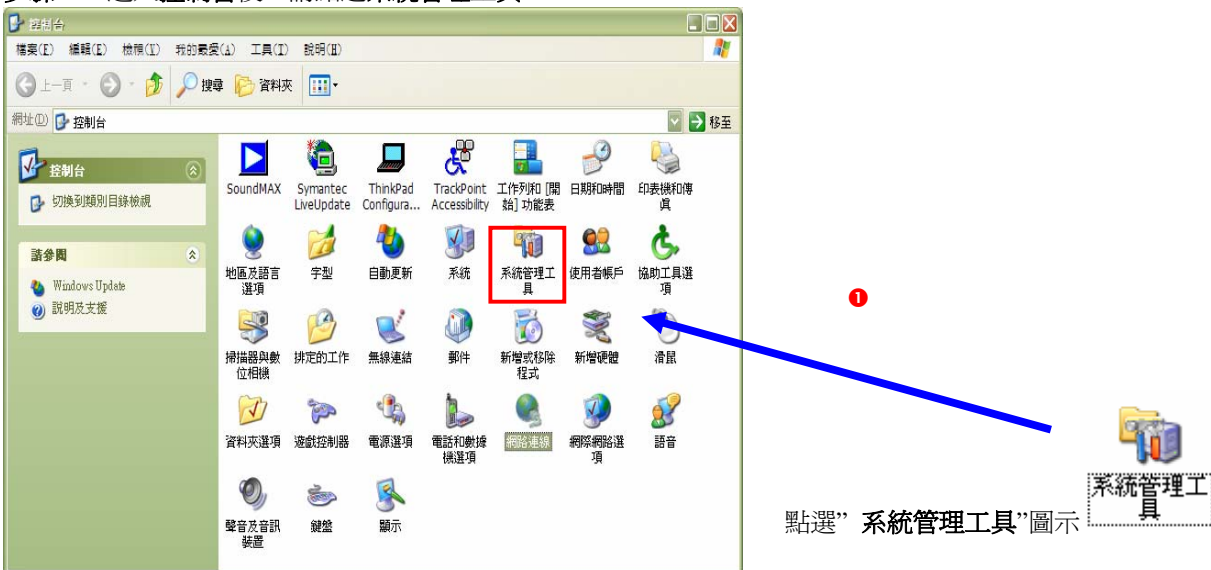 控制台
檔案(F) 編輯(E) 檢視(V) 我的最愛(A) 工具(T) 說明(H)
上一頁 搜尋 資料夾
網址(D) 控制台 移至
控制台
切換到類別目錄檢視
請參閱
Windows Update
說明及支援
SoundMAX
Symantec
LiveUpdate
ThinkPad
Configura...
TrackPoint
Accessibility
工作列和 [開
始] 功能表
日期和時間
印表機和傳
真
地區及語言
選項
字型
自動更新
系統
系統管理工
具
使用者帳戶
協助工具選
項
掃描器與數
位相機
排定的工作
無線連結
郵件
新增或移除
程式
新增硬體
滑鼠
資料夾選項
遊戲控制器
電源選項
電話和數據
機選項
網路連線
網際網路選
項
語音
聲音及音訊
裝置
鍵盤
顯示
❶
系統管理工
具
點選” 系統管理工具”圖示